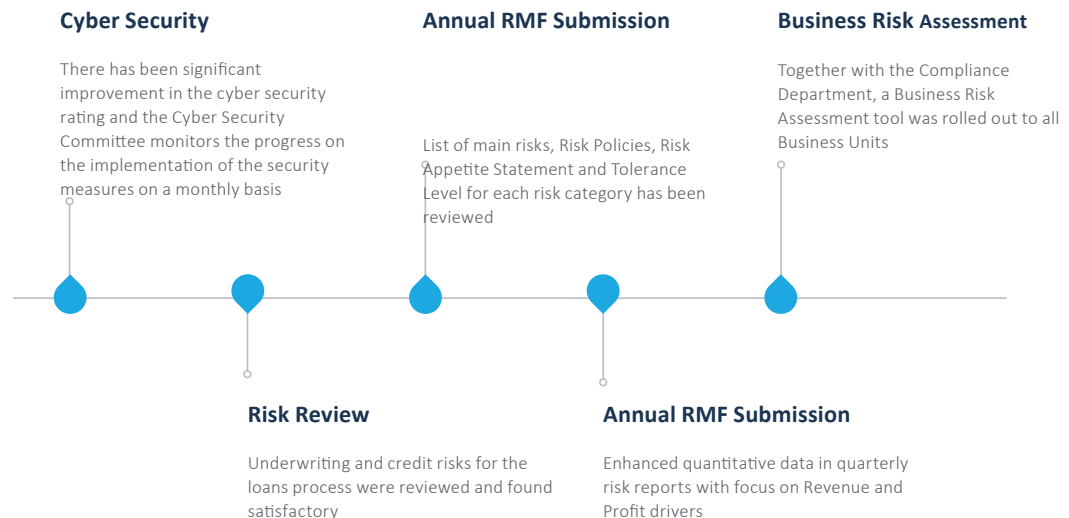 Cyber Security
There has been significant
improvement in the cyber security
rating and the Cyber Security
Committee monitors the progress on
the implementation of the security
measures on a monthly basis
Annual RMF Submission
List of main risks, Risk Policies, Risk
Appetite Statement and Tolerance
Level for each risk category has been
reviewed
Business Risk Assessment
Together with the Compliance
Department, a Business Risk
Assessment tool was rolled out to all
Business Units
Risk Review
Underwriting and credit risks for the
loans process were reviewed and found
satisfactory
Annual RMF Submission
Enhanced quantitative data in quarterly
risk reports with focus on Revenue and
Profit drivers